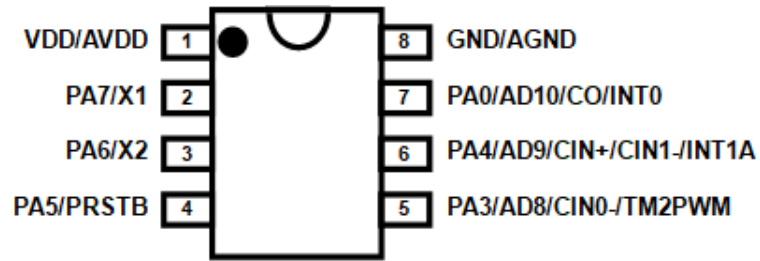 VDD/AVDD 1 8 GND/AGND
PA7/X1 2 7 PA0/AD10/CO/INT0
PA6/X2 3 6 PA4/AD9/CIN+/CIN1-/INT1A
PA5/PRSTB 4 5 PA3/AD8/CIN0-/TM2PWM